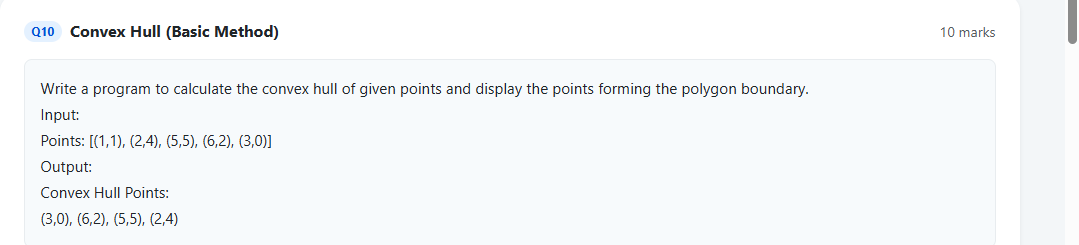 Q10 Convex Hull (Basic Method) 10 marks
Write a program to calculate the convex hull of given points and display the points forming the polygon boundary.
Input:
Points: [(1,1), (2,4), (5,5), (6,2), (3,0)]
Output:
Convex Hull Points:
(3,0), (6,2), (5,5), (2,4)